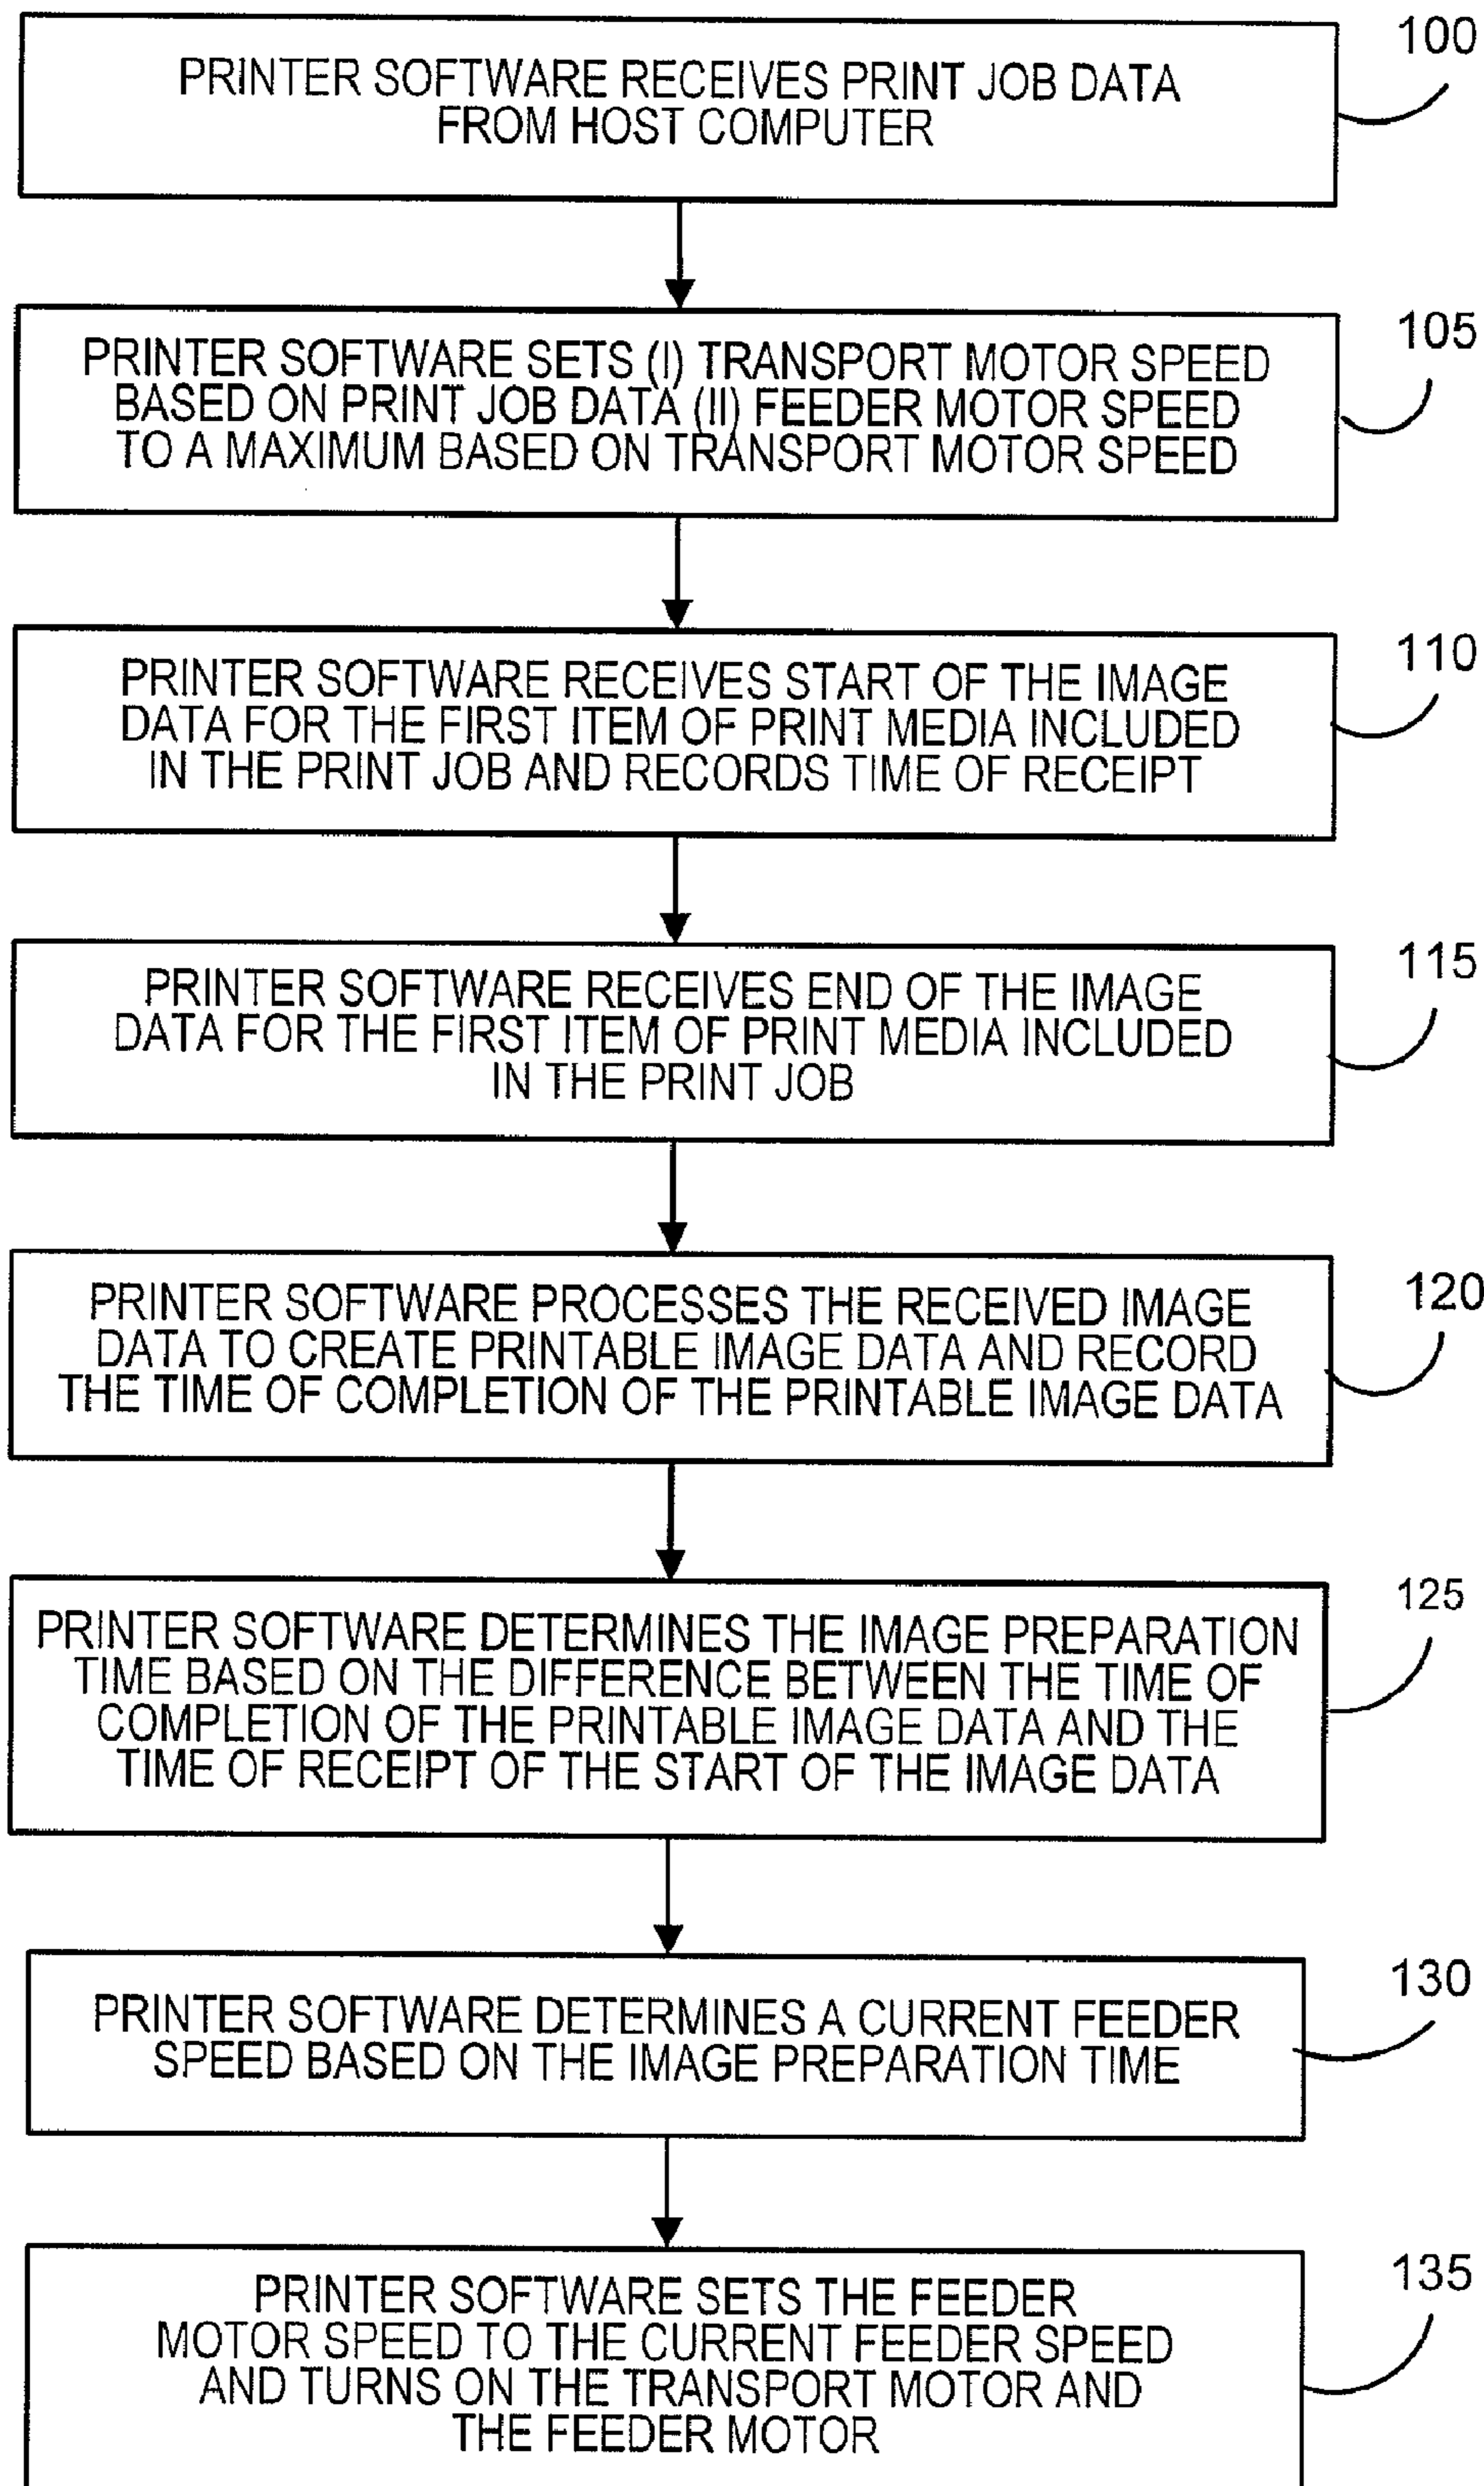 100
PRINTER SOFTWARE RECEIVES PRINT JOB DATA
FROM HOST COMPUTER
105
PRINTER SOFTWARE SETS (I) TRANSPORT MOTOR SPEED
BASED ON PRINT JOB DATA (II) FEEDER MOTOR SPEED
TO A MAXIMUM BASED ON TRANSPORT MOTOR SPEED
110
PRINTER SOFTWARE RECEIVES START OF THE IMAGE
DATA FOR THE FIRST ITEM OF PRINT MEDIA INCLUDED
IN THE PRINT JOB AND RECORDS TIME OF RECEIPT
115
PRINTER SOFTWARE RECEIVES END OF THE IMAGE
DATA FOR THE FIRST ITEM OF PRINT MEDIA INCLUDED
IN THE PRINT JOB
120
PRINTER SOFTWARE PROCESSES THE RECEIVED IMAGE
DATA TO CREATE PRINTABLE IMAGE DATA AND RECORD
THE TIME OF COMPLETION OF THE PRINTABLE IMAGE DATA
125
PRINTER SOFTWARE DETERMINES THE IMAGE PREPARATION
TIME BASED ON THE DIFFERENCE BETWEEN THE TIME OF
COMPLETION OF THE PRINTABLE IMAGE DATA AND THE
TIME OF RECEIPT OF THE START OF THE IMAGE DATA
130
PRINTER SOFTWARE DETERMINES A CURRENT FEEDER
SPEED BASED ON THE IMAGE PREPARATION TIME
135
PRINTER SOFTWARE SETS THE FEEDER
MOTOR SPEED TO THE CURRENT FEEDER SPEED
AND TURNS ON THE TRANSPORT MOTOR AND
THE FEEDER MOTOR